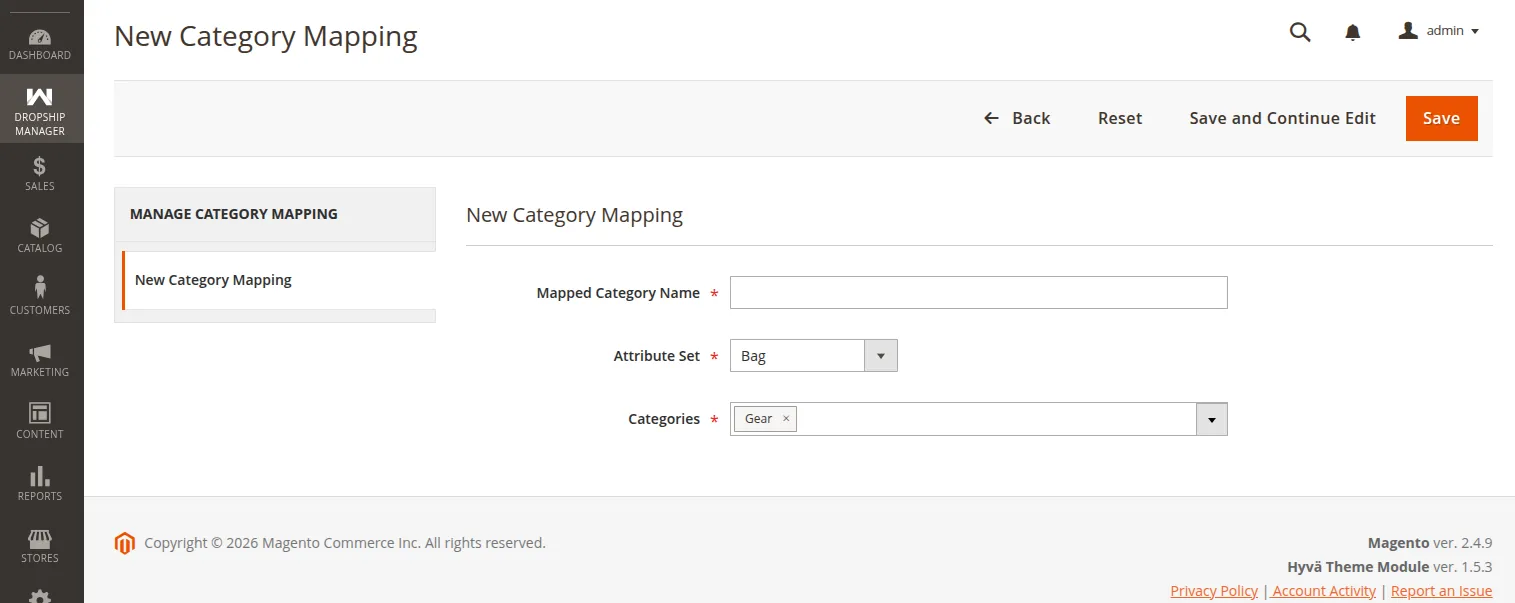 New Category Mapping
admin
DASHBOARD
DROPSHIP
MANAGER
SALES
CATALOG
CUSTOMERS
MARKETING
CONTENT
REPORTS
STORES
Back
Reset
Save and Continue Edit
Save
MANAGE CATEGORY MAPPING
New Category Mapping
New Category Mapping
Mapped Category Name *
Attribute Set * Bag
Categories * Gear ×
Copyright © 2026 Magento Commerce Inc. All rights reserved.
Magento ver. 2.4.9
Hyvä Theme Module ver. 1.5.3
Privacy Policy | Account Activity | Report an Issue